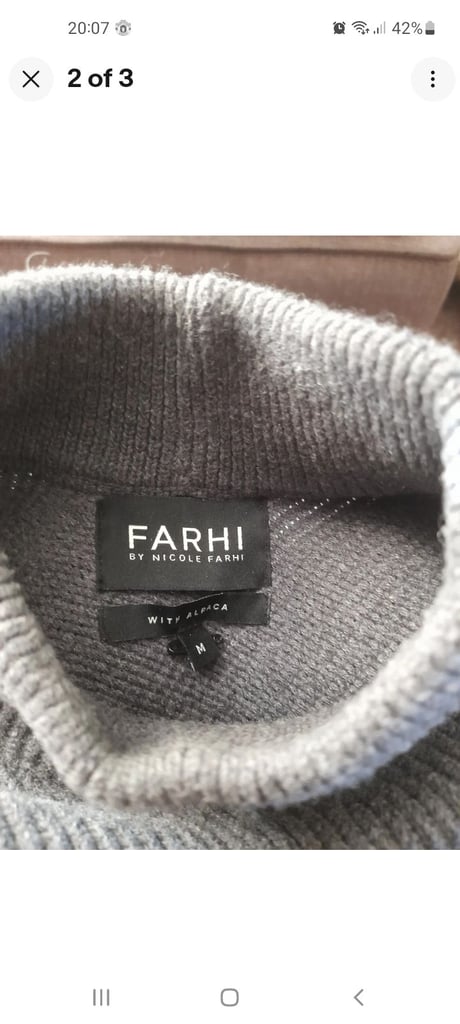 20:07
42%
2 of 3
FARHI
BY NICOLE FARHI
WITH ALPACA
M